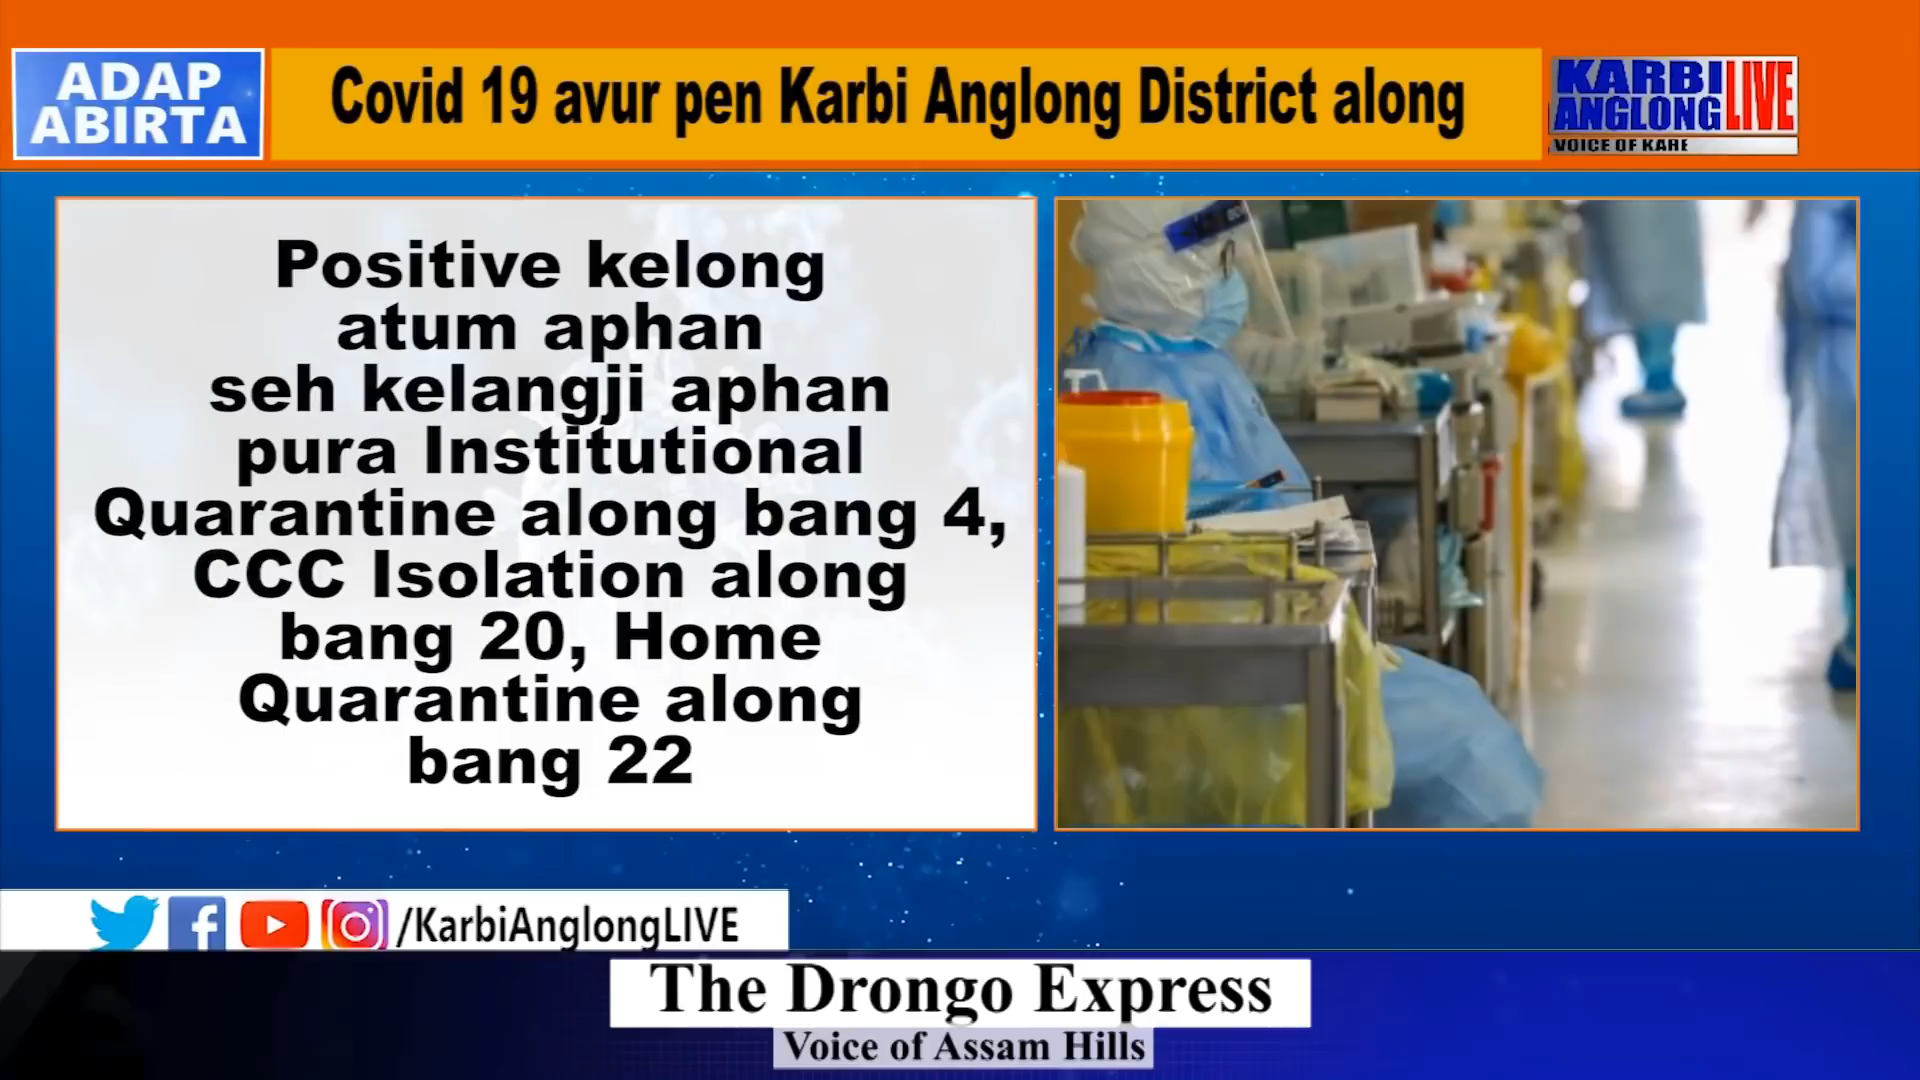 ADAP
ABIRTA
Covid 19 avur pen Karbi Anglong District along
KARBI
ANGLONG
LIVE
VOICE OF KARBI
Positive kelong
atum aphan
seh kelangji aphan
pura Institutional
Quarantine along bang 4,
CCC Isolation along
bang 20, Home
Quarantine along
bang 22
/KarbiAnglongLIVE
The Drongo Express
Voice of Assam Hills